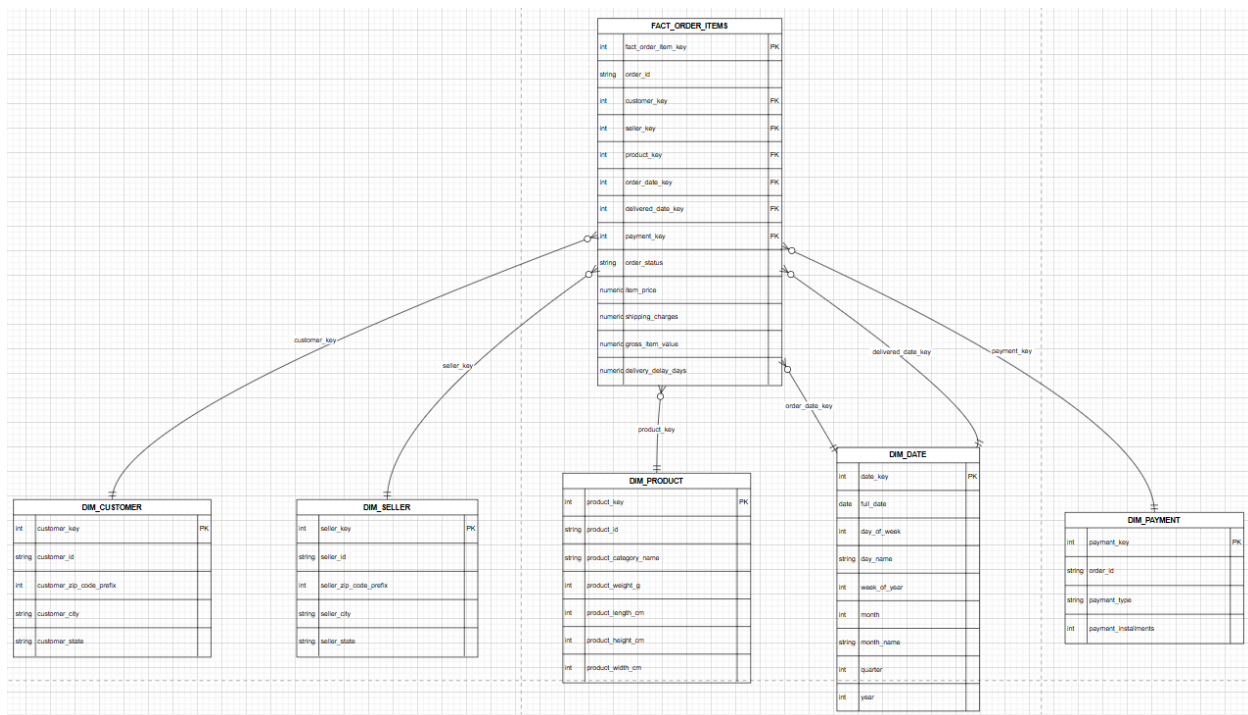 FACT_ORDER_ITEMS
int fact_order_item_key PK
string order_id
int customer_key FK
int seller_key FK
int product_key FK
int order_date_key FK
int delivered_date_key FK
int payment_key FK
string order_status
numeric item_price
numeric shipping_charges
numeric gross_item_value
numeric delivery_delay_days
customer_key
seller_key
product_key
order_date_key
delivered_date_key
payment_key
DIM_CUSTOMER
int customer_key PK
string customer_id
int customer_zip_code_prefix
string customer_city
string customer_state
DIM_SELLER
int seller_key PK
string seller_id
int seller_zip_code_prefix
string seller_city
string seller_state
DIM_PRODUCT
int product_key PK
string product_id
string product_category_name
int product_weight_g
int product_length_cm
int product_height_cm
int product_width_cm
DIM_DATE
int date_key PK
date full_date
int day_of_week
string day_name
int week_of_year
int month
string month_name
int quarter
int year
DIM_PAYMENT
int payment_key PK
string order_id
string payment_type
int payment_installments